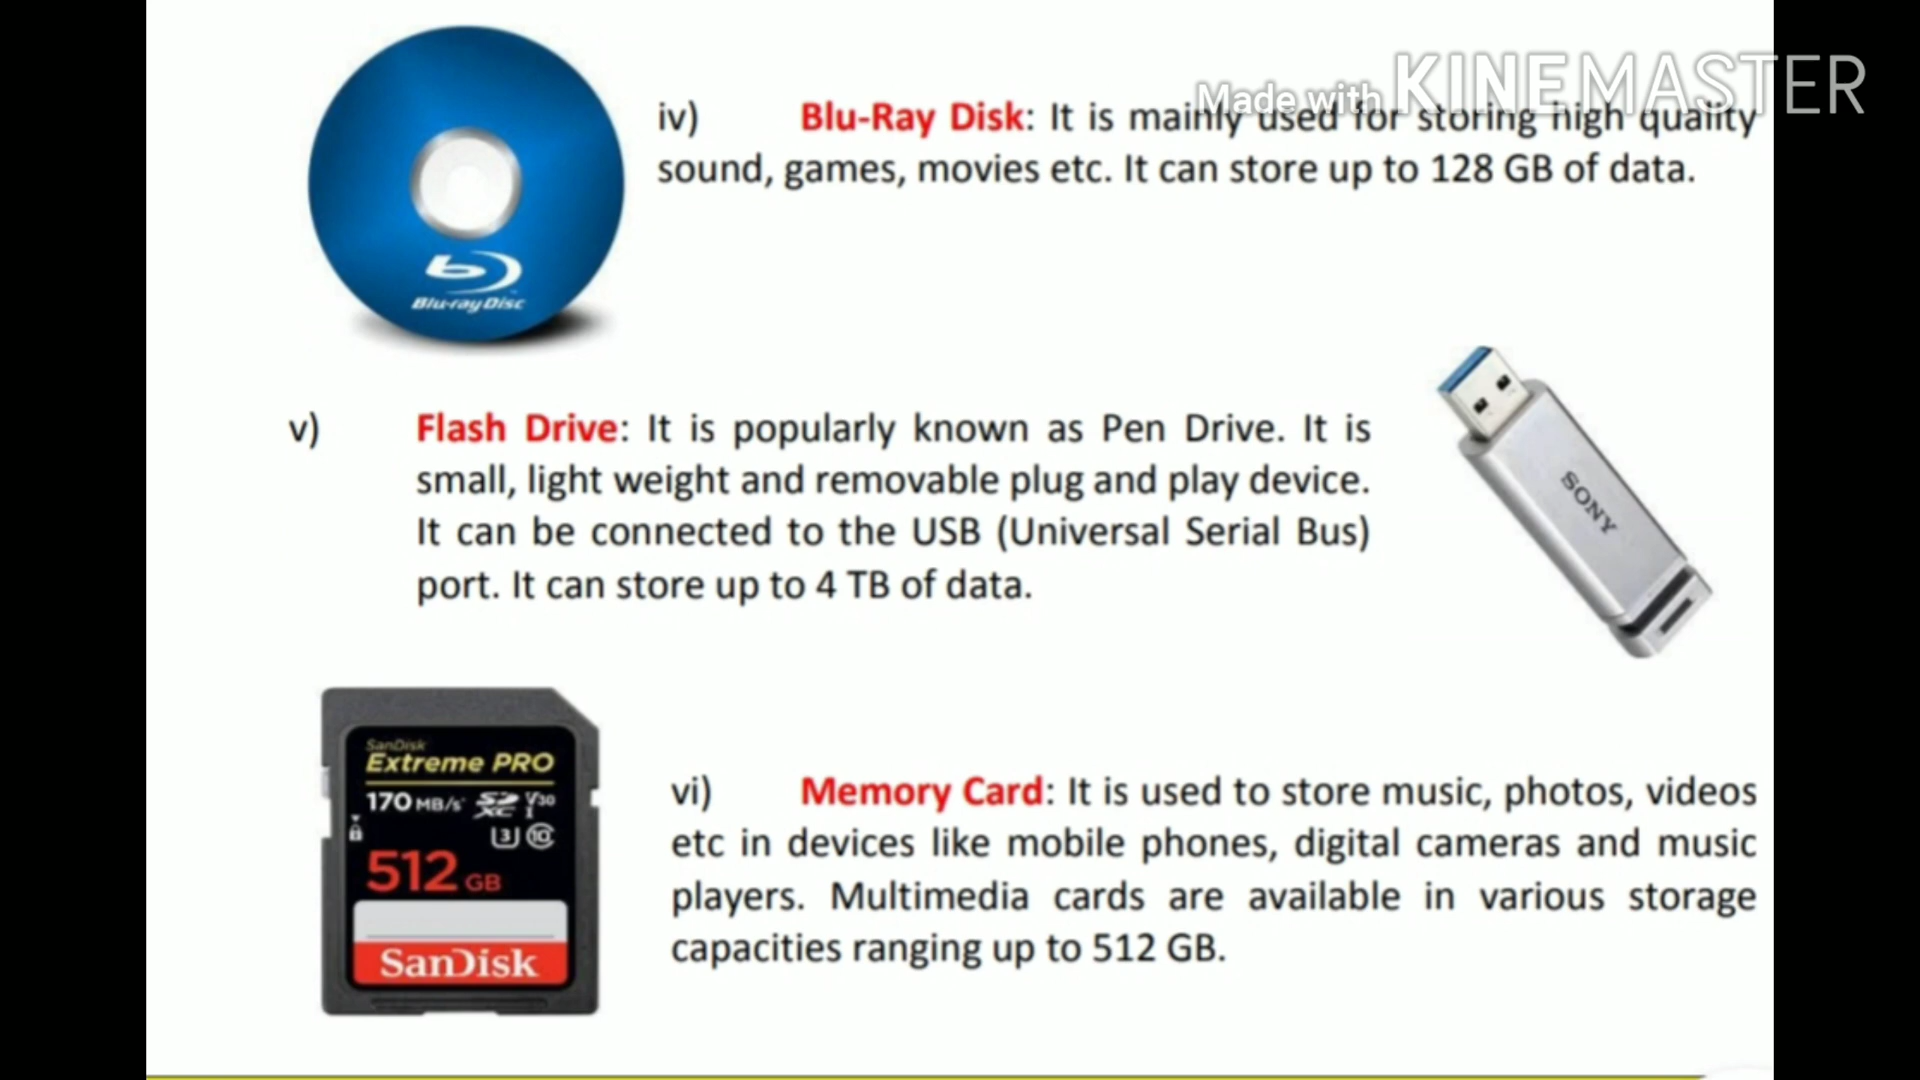 Made with KINEMASTER
iv) Blu-Ray Disk: It is mainly used for storing high quality
sound, games, movies etc. It can store up to 128 GB of data.
Blu-ray Disc
v) Flash Drive: It is popularly known as Pen Drive. It is
small, light weight and removable plug and play device.
It can be connected to the USB (Universal Serial Bus)
port. It can store up to 4 TB of data.
SONY
SanDisk
Extreme PRO
170 MB/s SDXC I V30
U3 C10
512 GB
SanDisk
vi) Memory Card: It is used to store music, photos, videos
etc in devices like mobile phones, digital cameras and music
players. Multimedia cards are available in various storage
capacities ranging up to 512 GB.